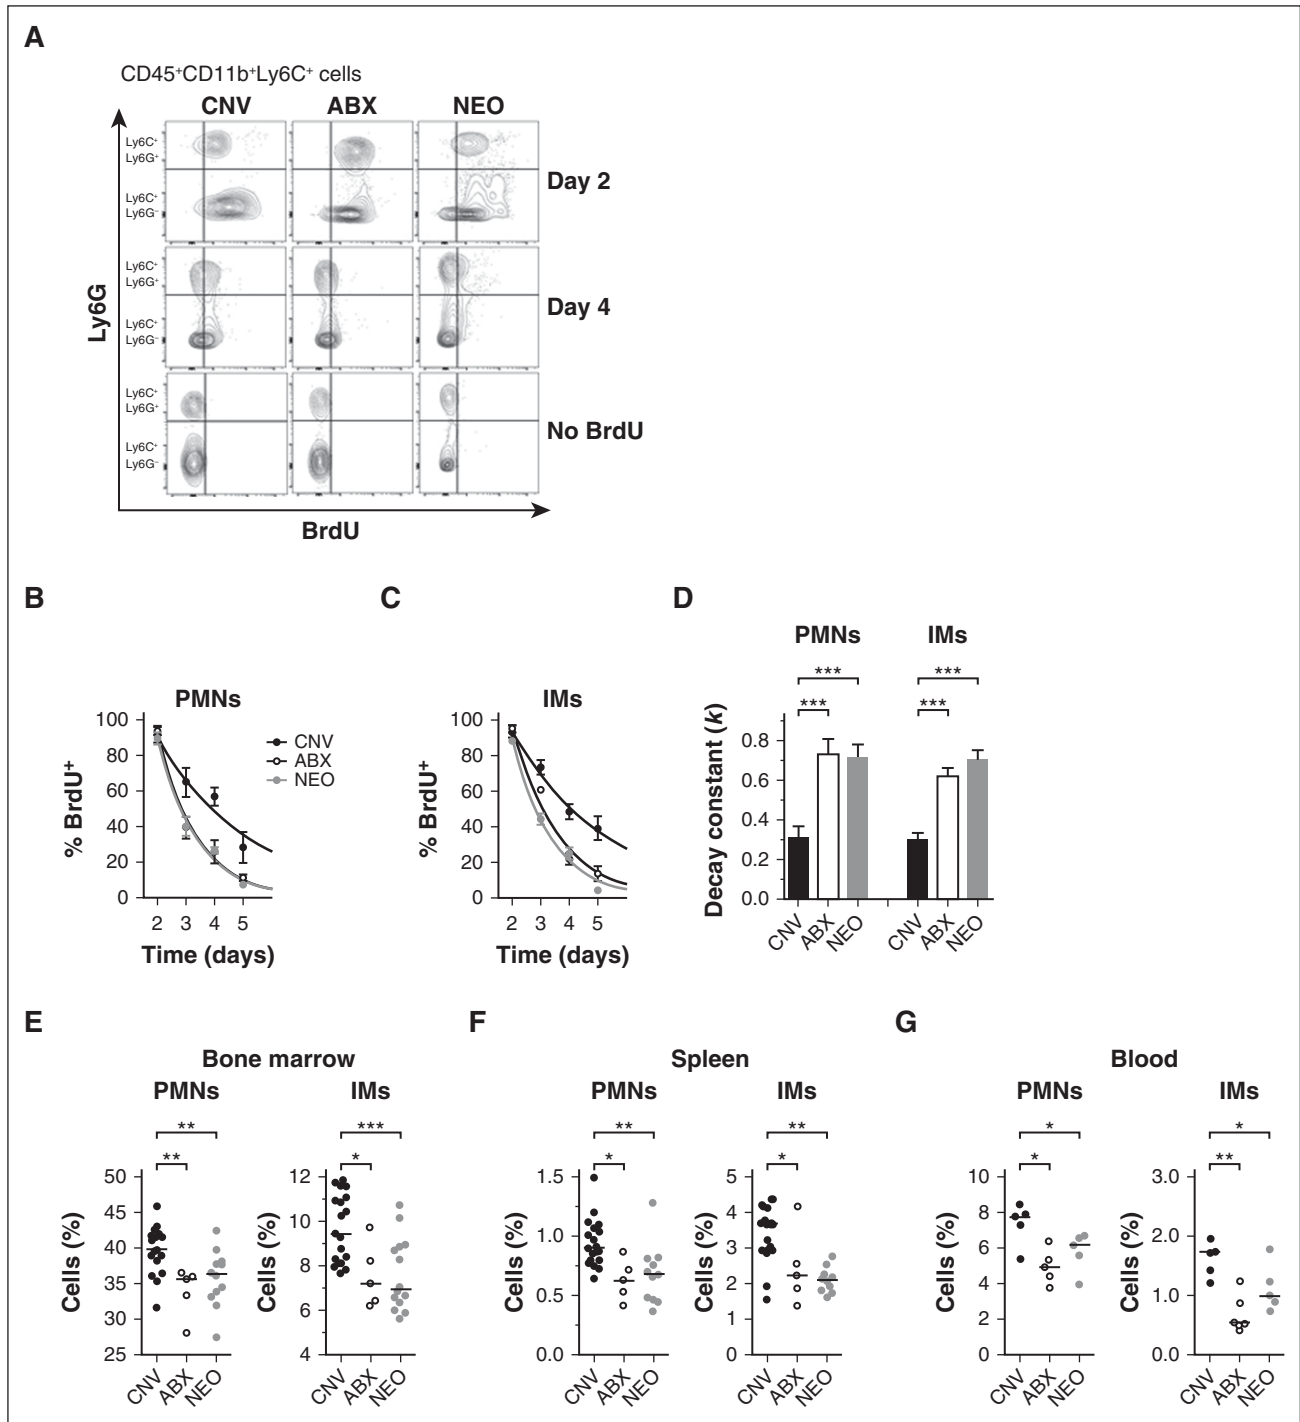 A
CD45⁺CD11b⁺Ly6C⁺ cells
CNV ABX NEO
Ly6C⁺
Ly6G⁺
Day 2
Ly6C⁺
Ly6G⁻
Ly6C⁺
Ly6G⁺
Day 4
Ly6C⁺
Ly6G⁻
Ly6C⁺
Ly6G⁺
No BrdU
Ly6C⁺
Ly6G⁻
Ly6G
BrdU
B
PMNs
% BrdU⁺
100
80
60
40
20
0
2 3 4 5
Time (days)
CNV
ABX
NEO
C
IMs
% BrdU⁺
100
80
60
40
20
0
2 3 4 5
Time (days)
D
PMNs IMs
*** ***
*** ***
Decay constant (k)
0.8
0.6
0.4
0.2
0.0
CNV ABX NEO CNV ABX NEO
E
Bone marrow
PMNs
**
**
Cells (%)
50
45
40
35
30
25
CNV ABX NEO
IMs
***
*
Cells (%)
12
10
8
6
4
CNV ABX NEO
F
Spleen
PMNs
**
*
Cells (%)
1.5
1.0
0.5
0.0
CNV ABX NEO
IMs
**
*
Cells (%)
5
4
3
2
1
0
CNV ABX NEO
G
Blood
PMNs
*
*
Cells (%)
10
8
6
4
2
0
CNV ABX NEO
IMs
*
**
Cells (%)
3.0
2.0
1.0
0.0
CNV ABX NEO